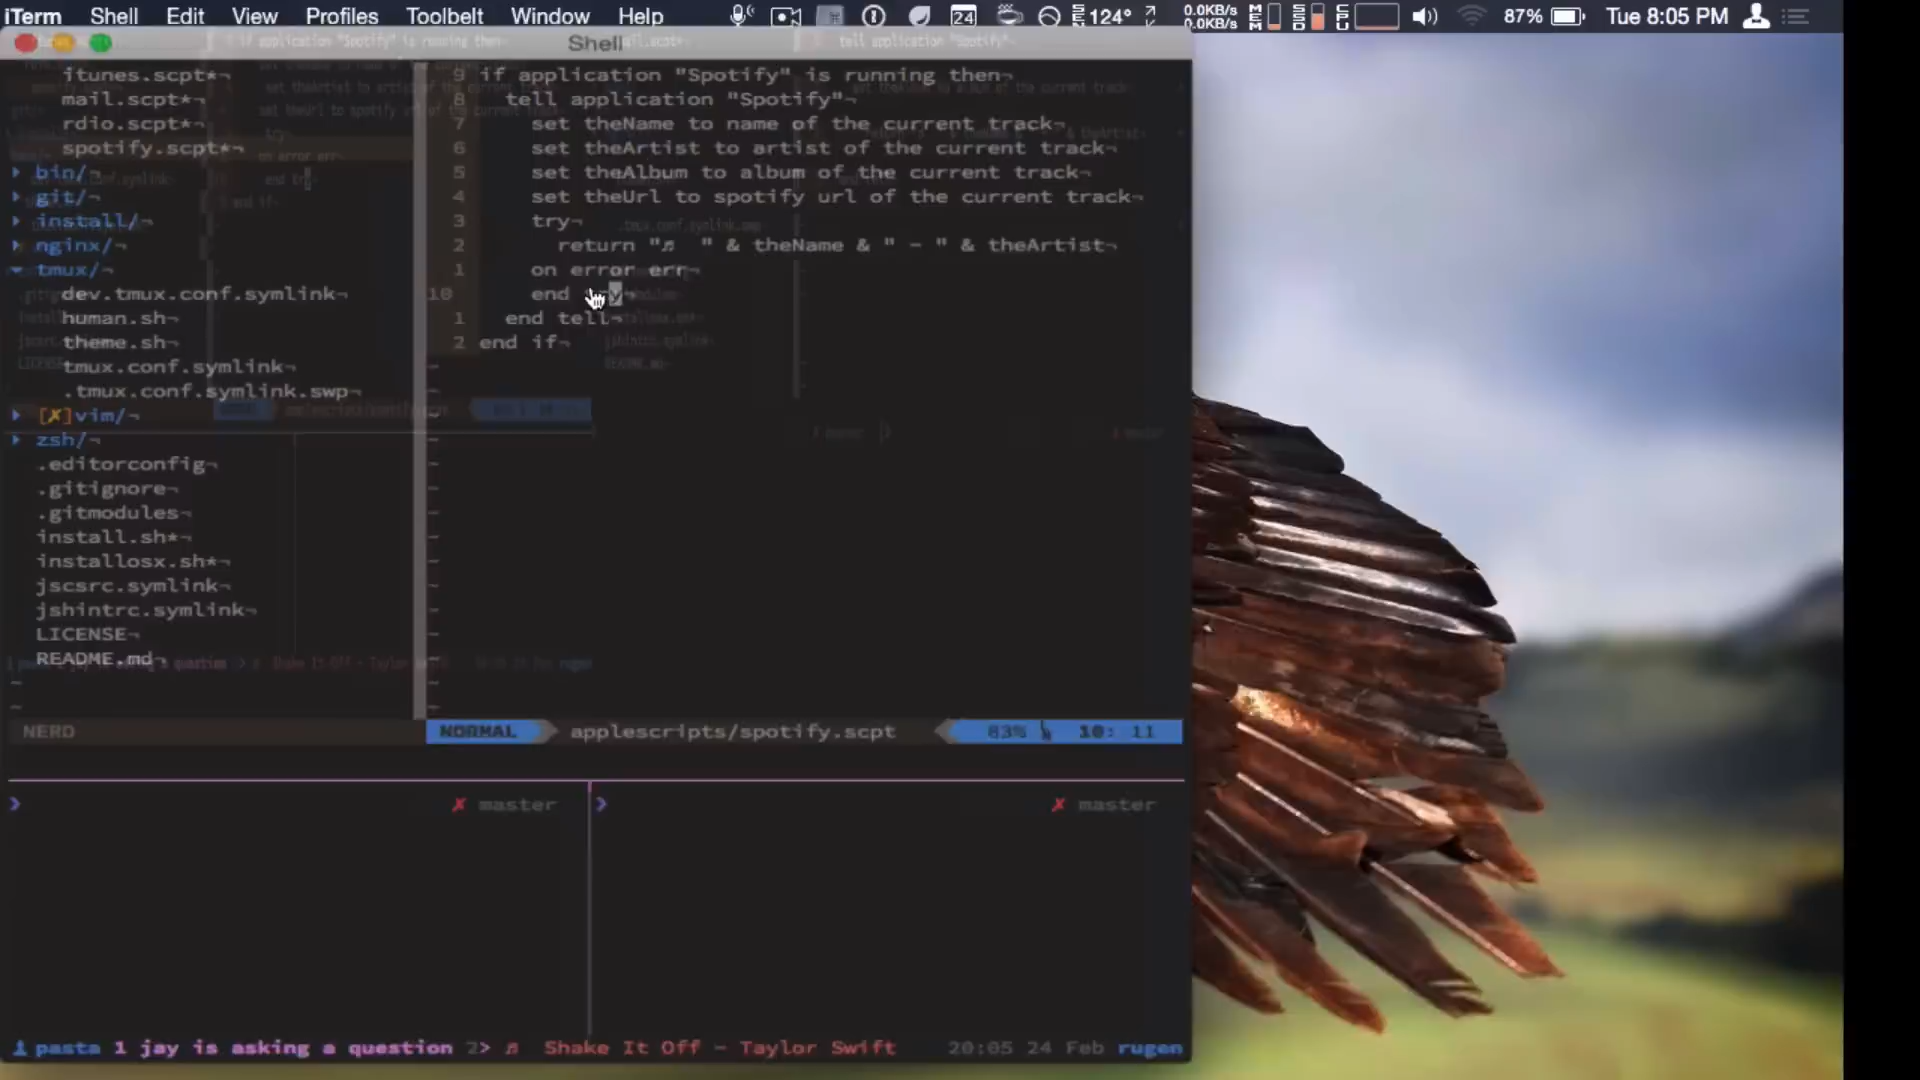 iTerm Shell Edit View Profiles Toolbelt Window Help 24 SEN 124° 0.0KB/s 0.0KB/s MEM SSD CPU 87% Tue 8:05 PM
Shell
itunes.scpt*¬
mail.scpt*¬
rdio.scpt*¬
spotify.scpt*¬
bin/¬
git/¬
install/¬
nginx/¬
tmux/¬
dev.tmux.conf.symlink¬
human.sh¬
theme.sh¬
tmux.conf.symlink¬
.tmux.conf.symlink.swp¬
[✗]vim/¬
zsh/¬
.editorconfig¬
.gitignore¬
.gitmodules¬
install.sh*¬
installosx.sh*¬
jscsrc.symlink¬
jshintrc.symlink¬
LICENSE¬
README.md¬
~
~
NERD
9 if application "Spotify" is running then¬
8 tell application "Spotify"¬
7 set theName to name of the current track¬
6 set theArtist to artist of the current track¬
5 set theAlbum to album of the current track¬
4 set theUrl to spotify url of the current track¬
3 try¬
2 return "♬  " & theName & " - " & theArtist¬
1 on error err¬
10 end try¬
1 end tell¬
2 end if¬
NORMAL applescripts/spotify.scpt 83% 10: 11
❯ ✗ master ❯ ✗ master
pasta 1 jay is asking a question 2> ♬ Shake It Off - Taylor Swift 20:05 24 Feb rugen